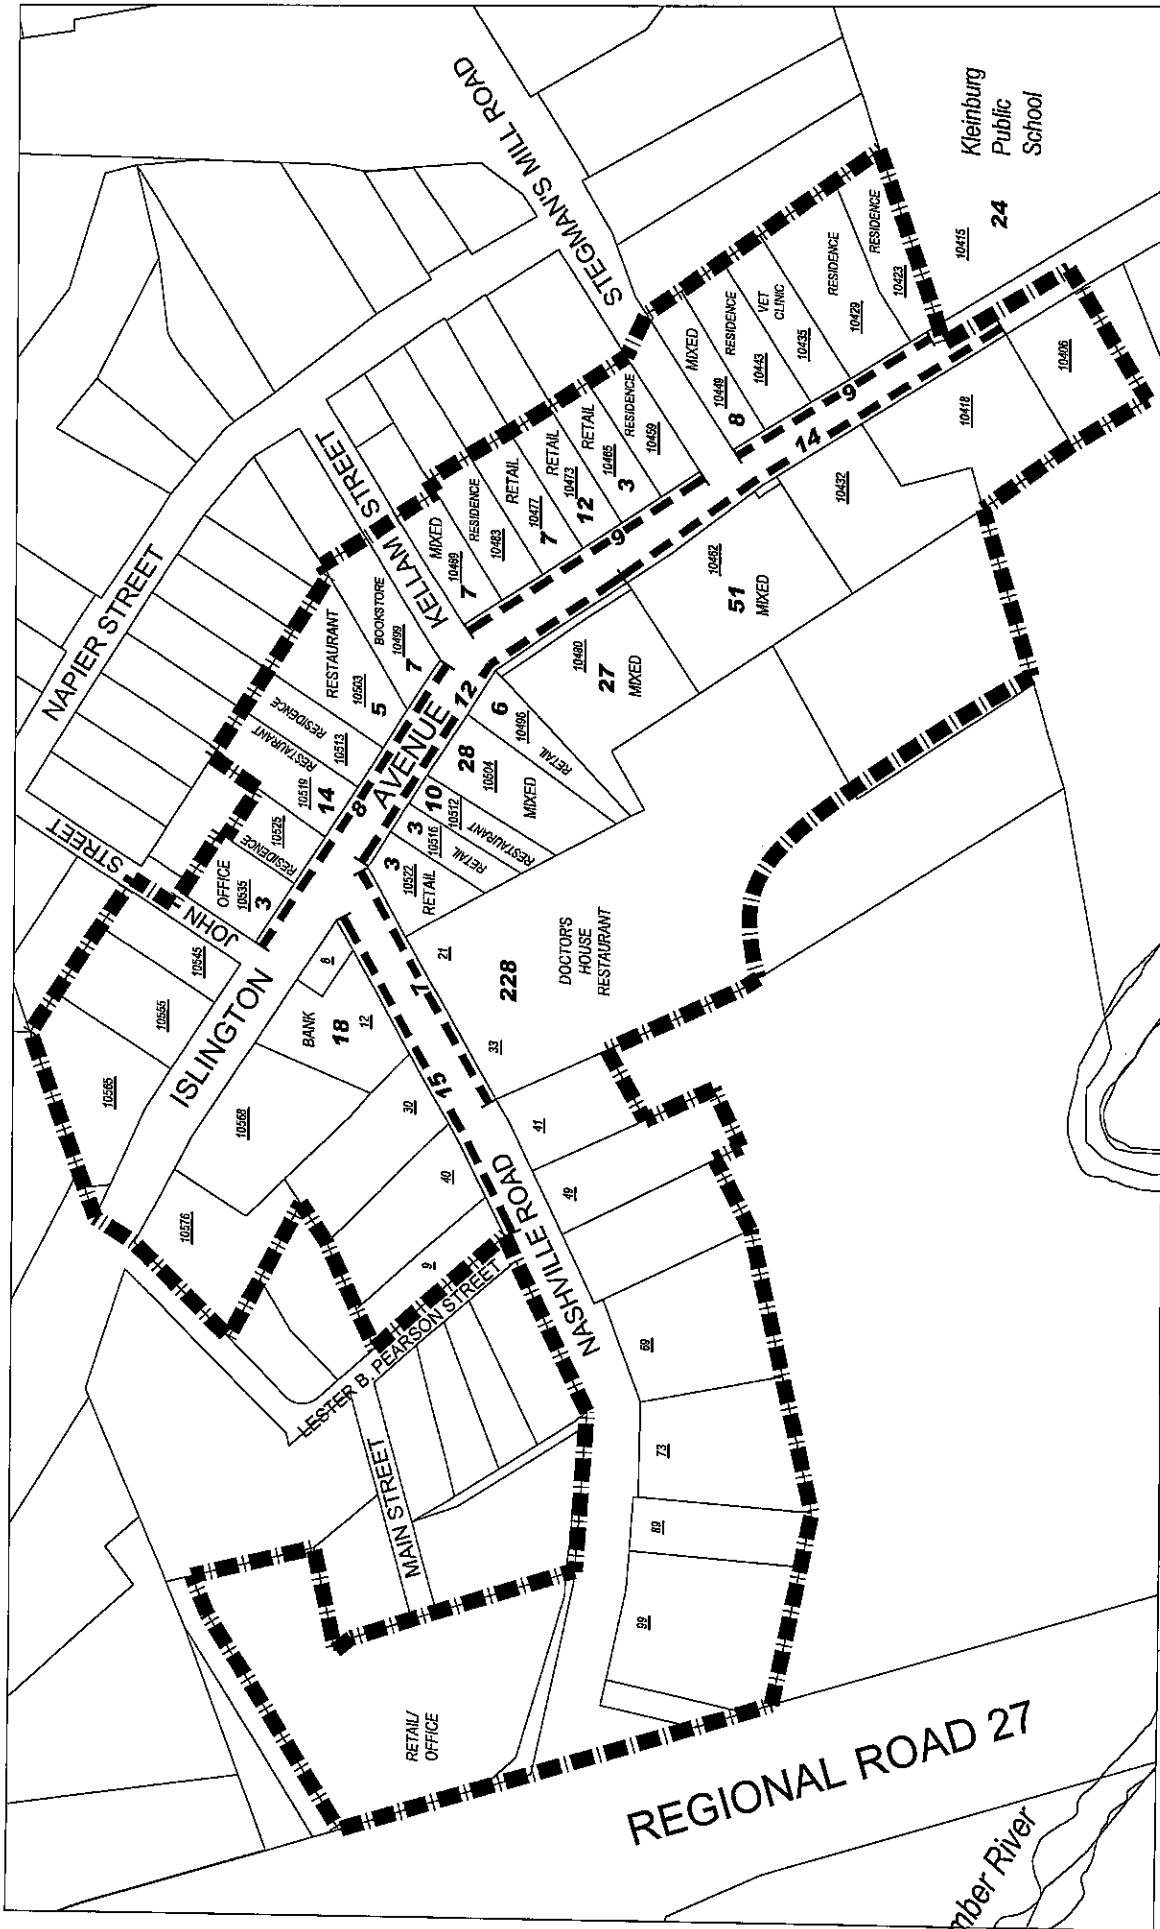 STEGMAN'S MILL ROAD
NAPIER STREET
KELLAM STREET
JOHN STREET
ISLINGTON AVENUE
NASHVILLE ROAD
LESTER B. PEARSON STREET
MAIN STREET
REGIONAL ROAD 27
mber River
Kleinburg
Public
School
24
10415
RESIDENCE
10423
RESIDENCE
10429
VET
CLINIC
10435
RESIDENCE
10443
MIXED
10449
8
9
14
10406
10418
10432
RESIDENCE
10459
RETAIL
10465
3
RETAIL
10473
12
RETAIL
10477
7
RESIDENCE
10483
MIXED
10489
7
9
10462
51
MIXED
10480
27
MIXED
BOOKSTORE
10499
7
RESTAURANT
10503
5
RESIDENCE
10513
RESTAURANT
10519
14
RESIDENCE
10525
OFFICE
10535
3
8
12
6
10496
RETAIL
28
10504
MIXED
10
10512
RESTAURANT
3
10516
RETAIL
3
10522
RETAIL
10545
10555
10565
10568
10576
8
BANK
18
12
15
7
21
228
DOCTOR'S
HOUSE
RESTAURANT
33
30
40
9
41
49
69
73
89
99
RETAIL/
OFFICE